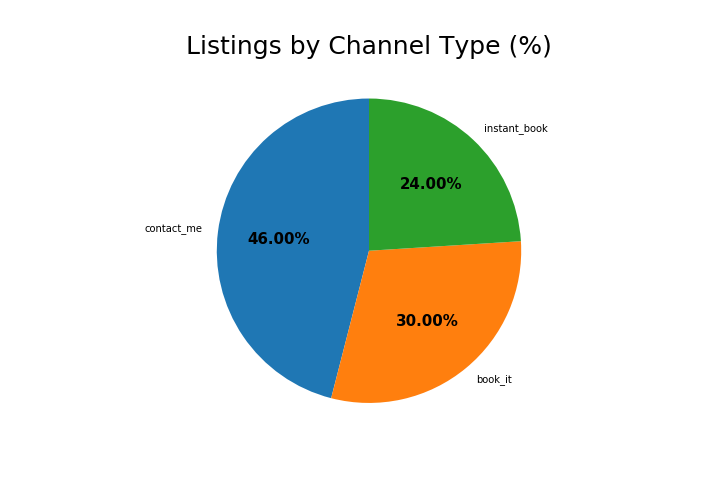 Listings by Channel Type (%)
instant_book
24.00%
contact_me
46.00%
30.00%
book_it